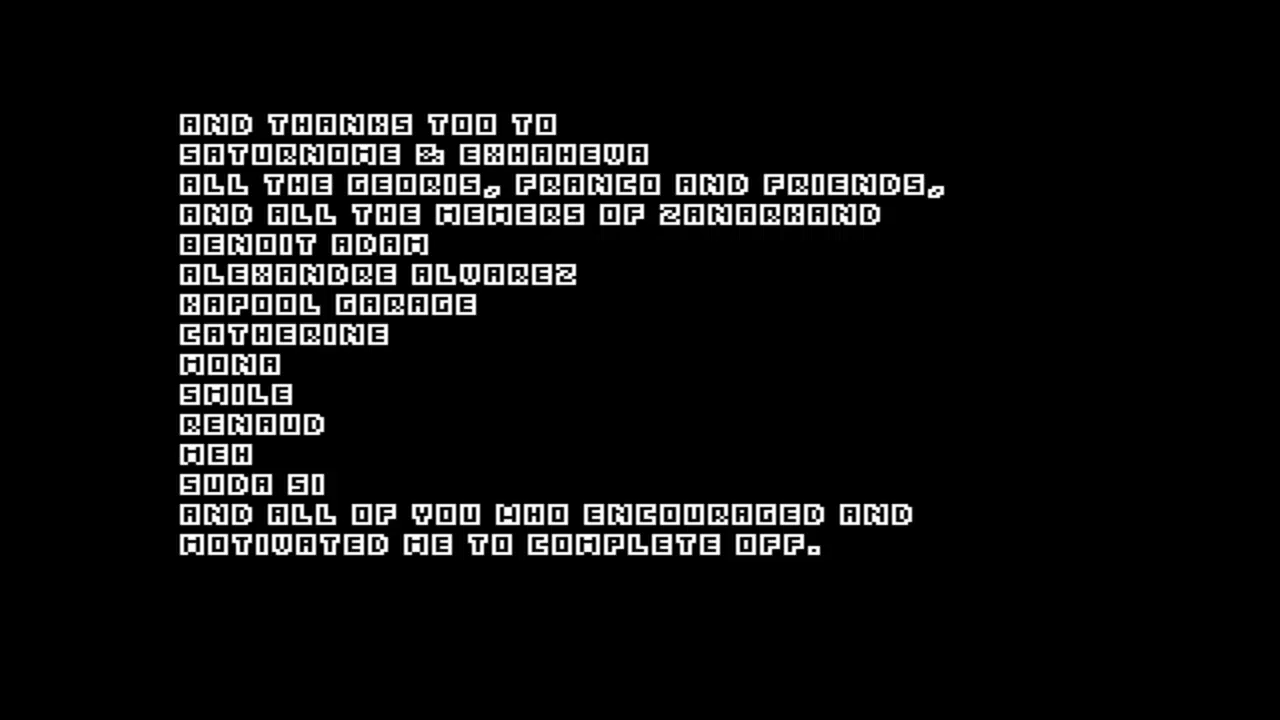 AND THANKS TOO TO
SATURNOME & EXHAHEVA
ALL THE GEORIS, FRANCO AND FRIENDS,
AND ALL THE MEMERS OF ZANARKAND
BENOIT ADAM
ALEXANDRE ALVAREZ
KAPOOL GARAGE
CATHERINE
MONA
SMILE
RENAUD
MEH
SUDA 51
AND ALL OF YOU WHO ENCOURAGED AND
MOTIVATED ME TO COMPLETE OFF.